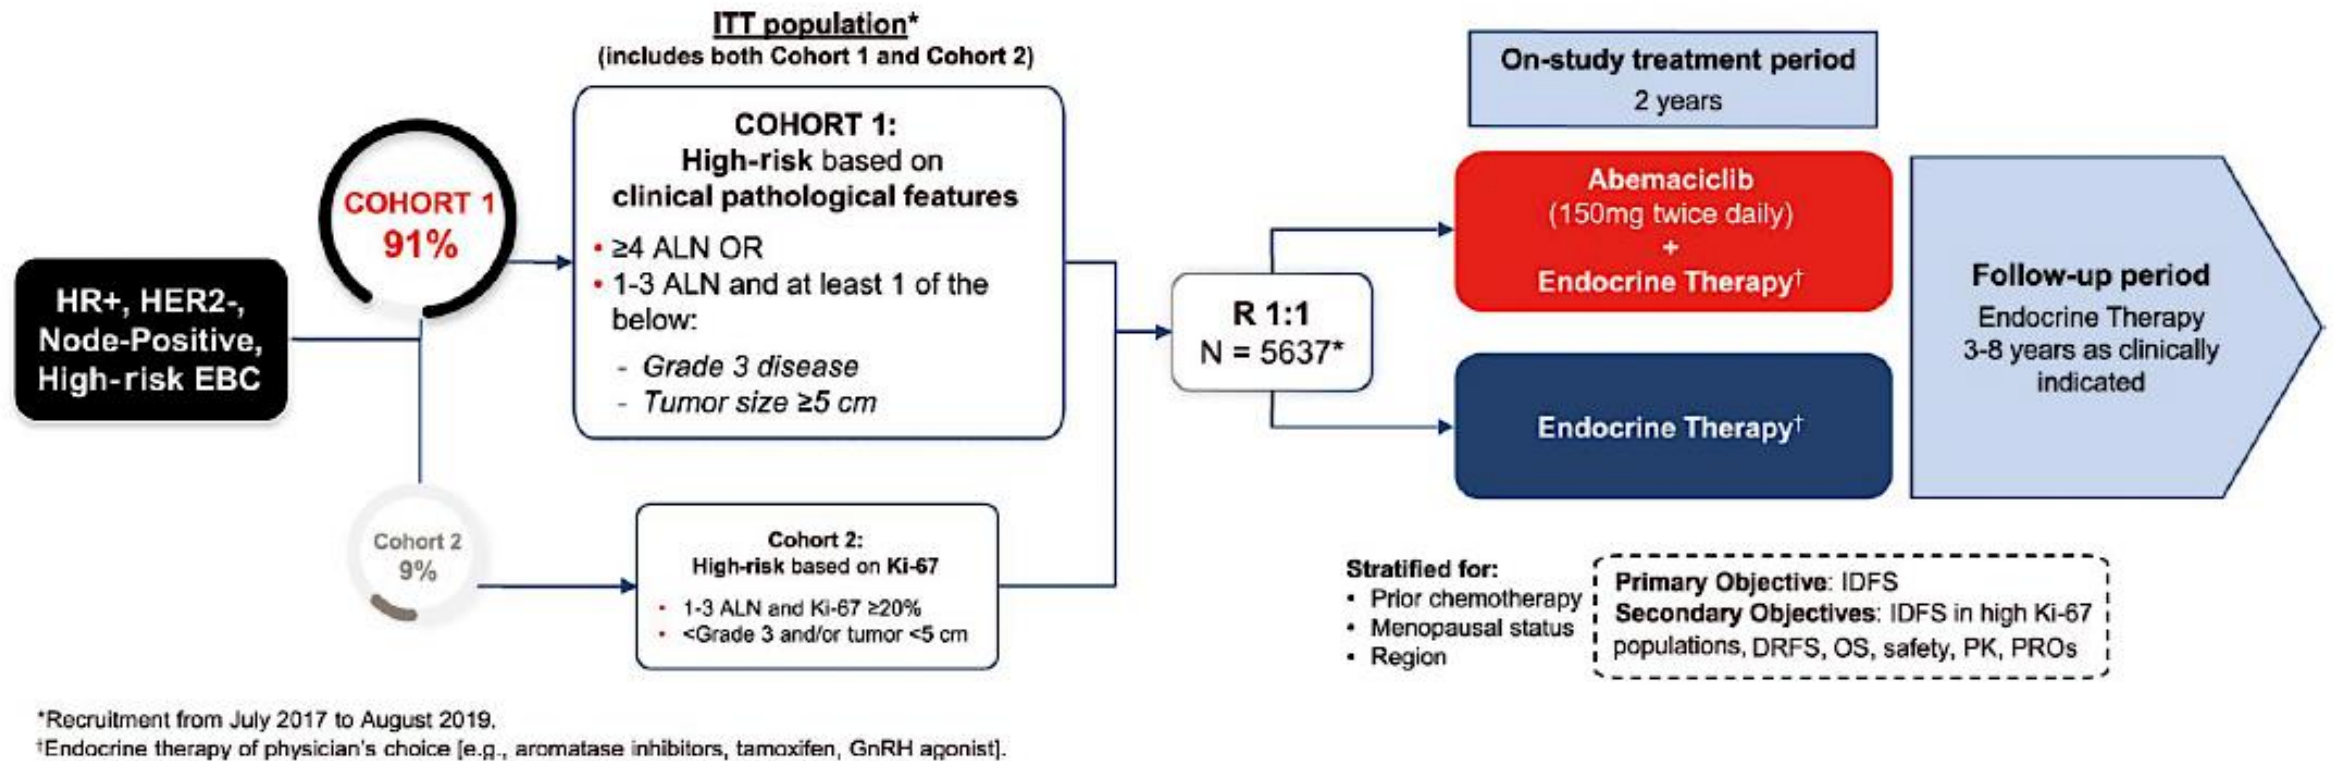 ITT population*
(includes both Cohort 1 and Cohort 2)
HR+, HER2-,
Node-Positive,
High-risk EBC
COHORT 1
91%
COHORT 1:
High-risk based on
clinical pathological features
• ≥4 ALN OR
• 1-3 ALN and at least 1 of the
below:
- Grade 3 disease
- Tumor size ≥5 cm
Cohort 2
9%
Cohort 2:
High-risk based on Ki-67
• 1-3 ALN and Ki-67 ≥20%
• <Grade 3 and/or tumor <5 cm
R 1:1
N = 5637*
On-study treatment period
2 years
Abemaciclib
(150mg twice daily)
+
Endocrine Therapy†
Endocrine Therapy†
Follow-up period
Endocrine Therapy
3-8 years as clinically
indicated
Stratified for:
• Prior chemotherapy
• Menopausal status
• Region
Primary Objective: IDFS
Secondary Objectives: IDFS in high Ki-67
populations, DRFS, OS, safety, PK, PROs
*Recruitment from July 2017 to August 2019.
†Endocrine therapy of physician's choice [e.g., aromatase inhibitors, tamoxifen, GnRH agonist].